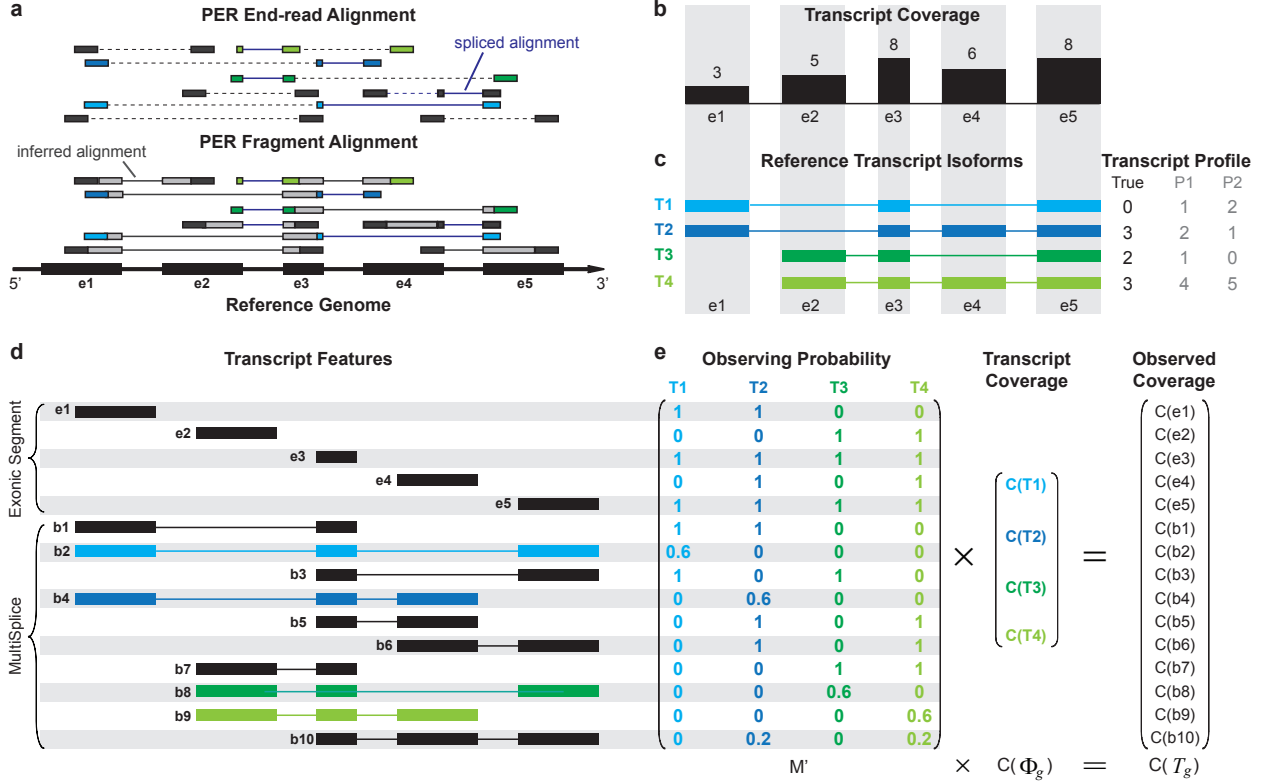 a
PER End-read Alignment
spliced alignment
PER Fragment Alignment
inferred alignment
5’ e1 e2 e3 e4 e5 3’
Reference Genome
b
Transcript Coverage
3 5 8 6 8
e1 e2 e3 e4 e5
c
Reference Transcript Isoforms Transcript Profile
True P1 P2
T1 0 1 2
T2 3 2 1
T3 2 1 0
T4 3 4 5
e1 e2 e3 e4 e5
d
Transcript Features
Exonic Segment
e1
e2
e3
e4
e5
MultiSplice
b1
b2
b3
b4
b5
b6
b7
b8
b9
b10
e
Observing Probability
T1 T2 T3 T4
1 1 0 0
0 0 1 1
1 1 1 1
0 1 0 1
1 1 1 1
1 1 0 0
0.6 0 0 0
1 0 1 0
0 0.6 0 0
0 1 0 1
0 1 0 1
0 0 1 1
0 0 0.6 0
0 0 0 0.6
0 0.2 0 0.2
×
Transcript
Coverage
C(T1)
C(T2)
C(T3)
C(T4)
=
Observed
Coverage
C(e1)
C(e2)
C(e3)
C(e4)
C(e5)
C(b1)
C(b2)
C(b3)
C(b4)
C(b5)
C(b6)
C(b7)
C(b8)
C(b9)
C(b10)
M' × C( Φg ) = C( Tg )